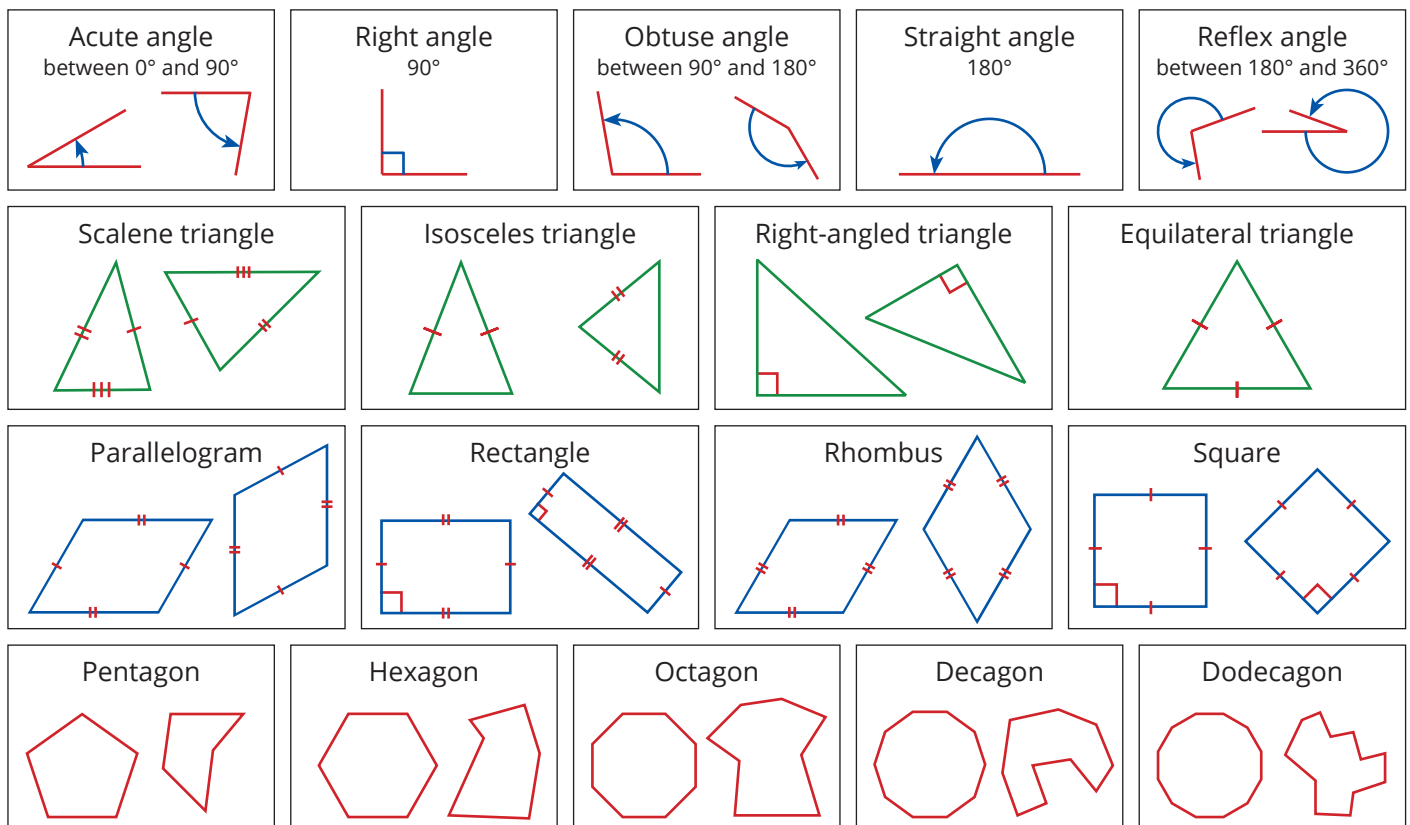 Acute angle
between 0° and 90°
Right angle
90°
Obtuse angle
between 90° and 180°
Straight angle
180°
Reflex angle
between 180° and 360°
Scalene triangle
Isosceles triangle
Right-angled triangle
Equilateral triangle
Parallelogram
Rectangle
Rhombus
Square
Pentagon
Hexagon
Octagon
Decagon
Dodecagon